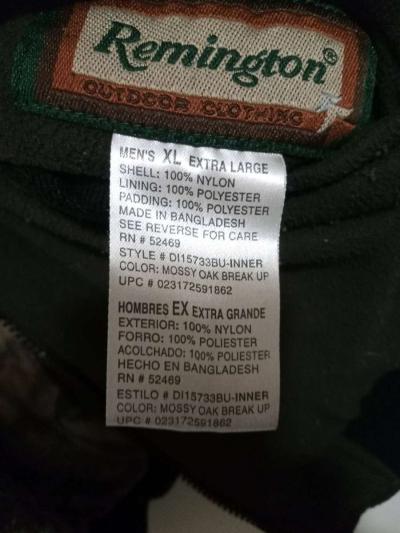 Remington®
OUTDOOR CLOTHING
MEN'S XL EXTRA LARGE
SHELL: 100% NYLON
LINING: 100% POLYESTER
PADDING: 100% POLYESTER
MADE IN BANGLADESH
SEE REVERSE FOR CARE
RN # 52469
STYLE # DI15733BU-INNER
COLOR: MOSSY OAK BREAK UP
UPC # 023172591862
HOMBRES EX EXTRA GRANDE
EXTERIOR: 100% NYLON
FORRO: 100% POLIESTER
ACOLCHADO: 100% POLIESTER
HECHO EN BANGLADESH
RN # 52469
ESTILO # DI15733BU-INNER
COLOR: MOSSY OAK BREAK UP
UPC # 023172591862